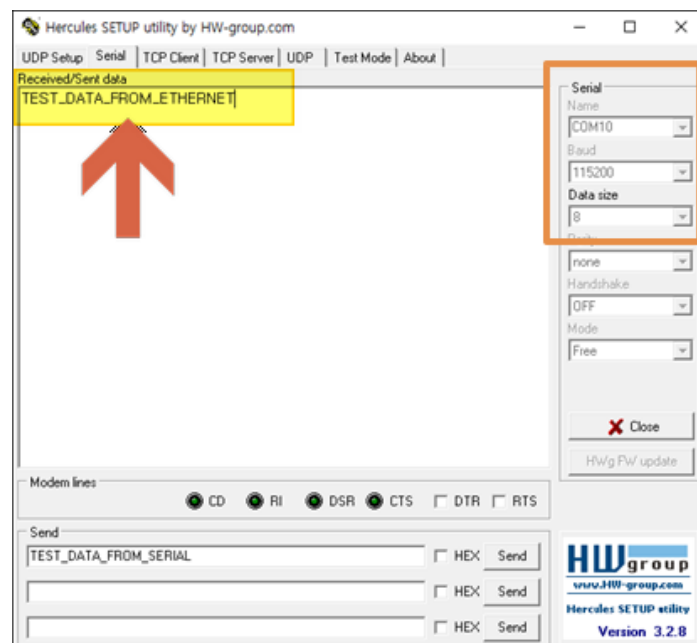 Hercules SETUP utility by HW-group.com
UDP Setup Serial TCP Client TCP Server UDP Test Mode About
Received/Sent data
TEST_DATA_FROM_ETHERNET
Serial
Name
COM10
Baud
115200
Data size
8
Parity
none
Handshake
OFF
Mode
Free
Close
HWg FW update
Modem lines
CD RI DSR CTS DTR RTS
Send
TEST_DATA_FROM_SERIAL HEX Send
HEX Send
HEX Send
HW group
www.HW-group.com
Hercules SETUP utility
Version 3.2.8